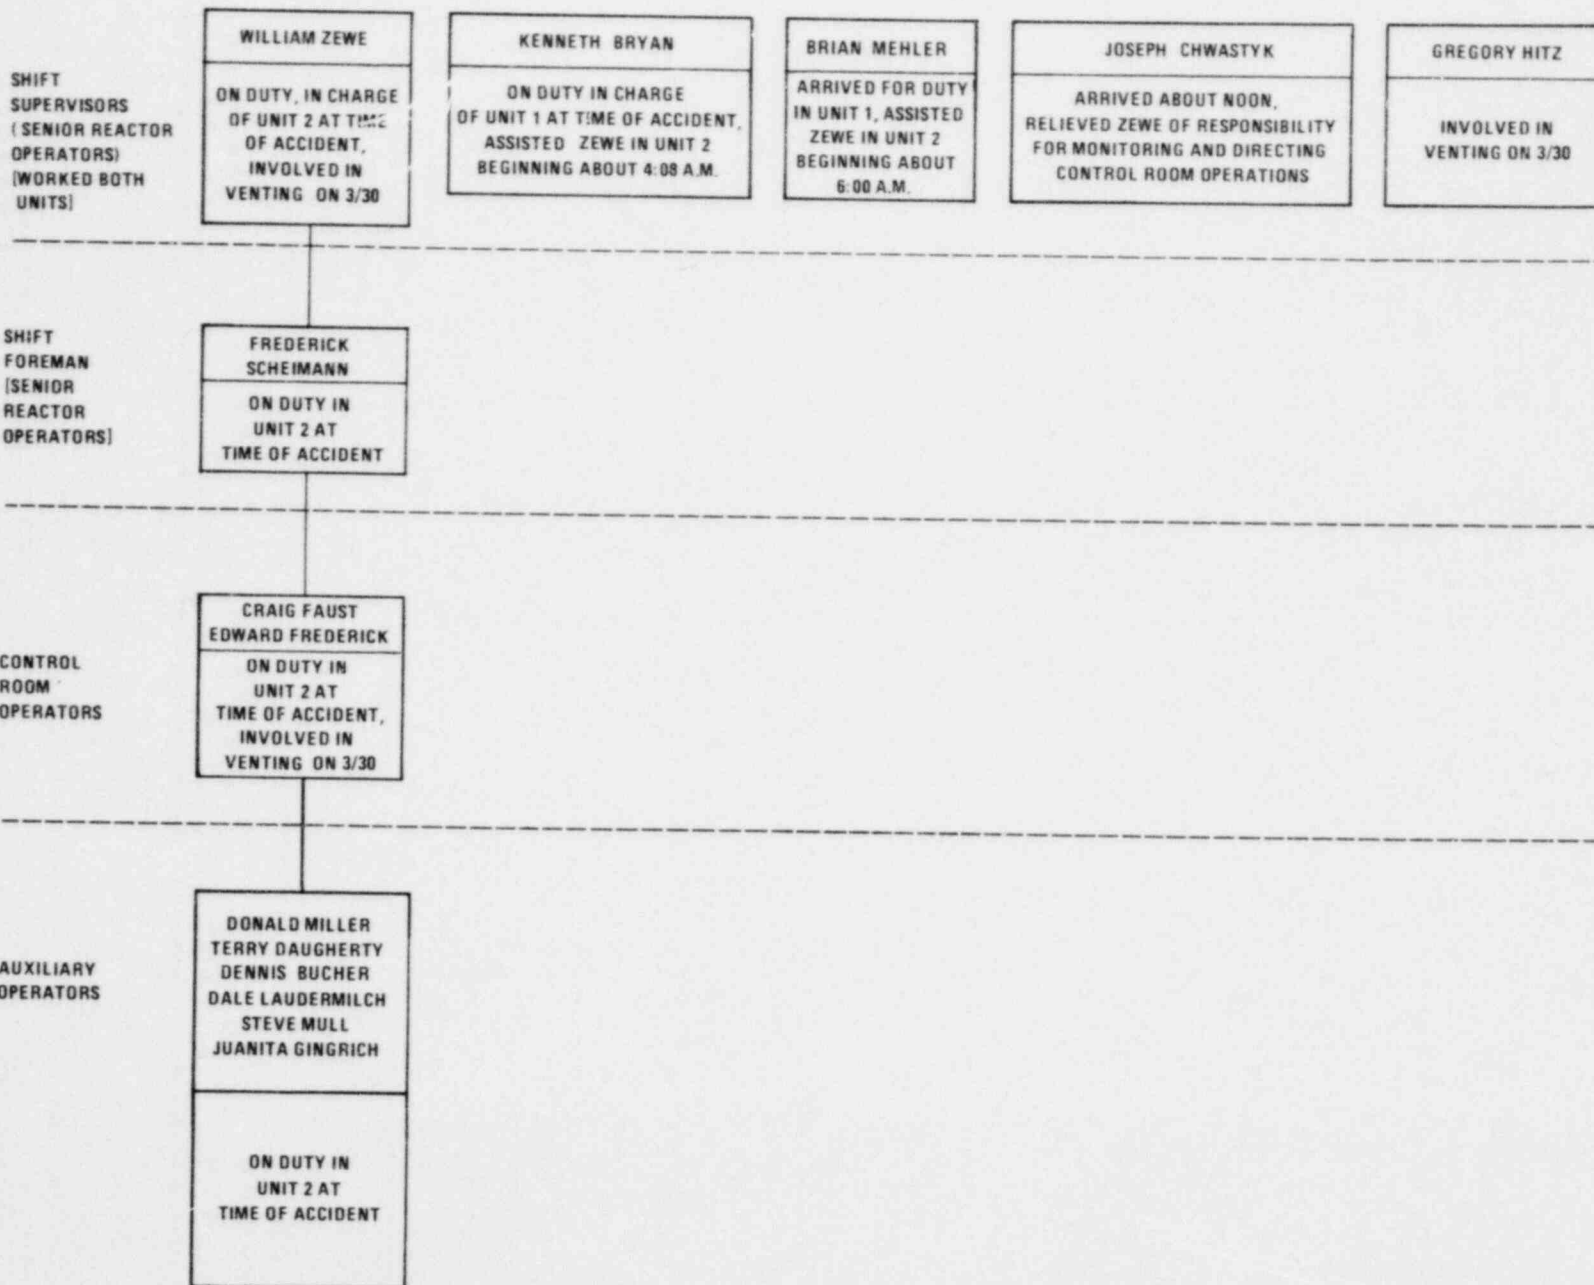 SHIFT
SUPERVISORS
(SENIOR REACTOR
OPERATORS)
[WORKED BOTH
UNITS]
WILLIAM ZEWE
ON DUTY, IN CHARGE
OF UNIT 2 AT TIME
OF ACCIDENT,
INVOLVED IN
VENTING ON 3/30
KENNETH BRYAN
ON DUTY IN CHARGE
OF UNIT 1 AT TIME OF ACCIDENT,
ASSISTED ZEWE IN UNIT 2
BEGINNING ABOUT 4:08 A.M.
BRIAN MEHLER
ARRIVED FOR DUTY
IN UNIT 1, ASSISTED
ZEWE IN UNIT 2
BEGINNING ABOUT
6:00 A.M.
JOSEPH CHWASTYK
ARRIVED ABOUT NOON,
RELIEVED ZEWE OF RESPONSIBILITY
FOR MONITORING AND DIRECTING
CONTROL ROOM OPERATIONS
GREGORY HITZ
INVOLVED IN
VENTING ON 3/30
SHIFT
FOREMAN
[SENIOR
REACTOR
OPERATORS]
FREDERICK
SCHEIMANN
ON DUTY IN
UNIT 2 AT
TIME OF ACCIDENT
CONTROL
ROOM
OPERATORS
CRAIG FAUST
EDWARD FREDERICK
ON DUTY IN
UNIT 2 AT
TIME OF ACCIDENT,
INVOLVED IN
VENTING ON 3/30
AUXILIARY
OPERATORS
DONALD MILLER
TERRY DAUGHERTY
DENNIS BUCHER
DALE LAUDERMILCH
STEVE MULL
JUANITA GINGRICH
ON DUTY IN
UNIT 2 AT
TIME OF ACCIDENT